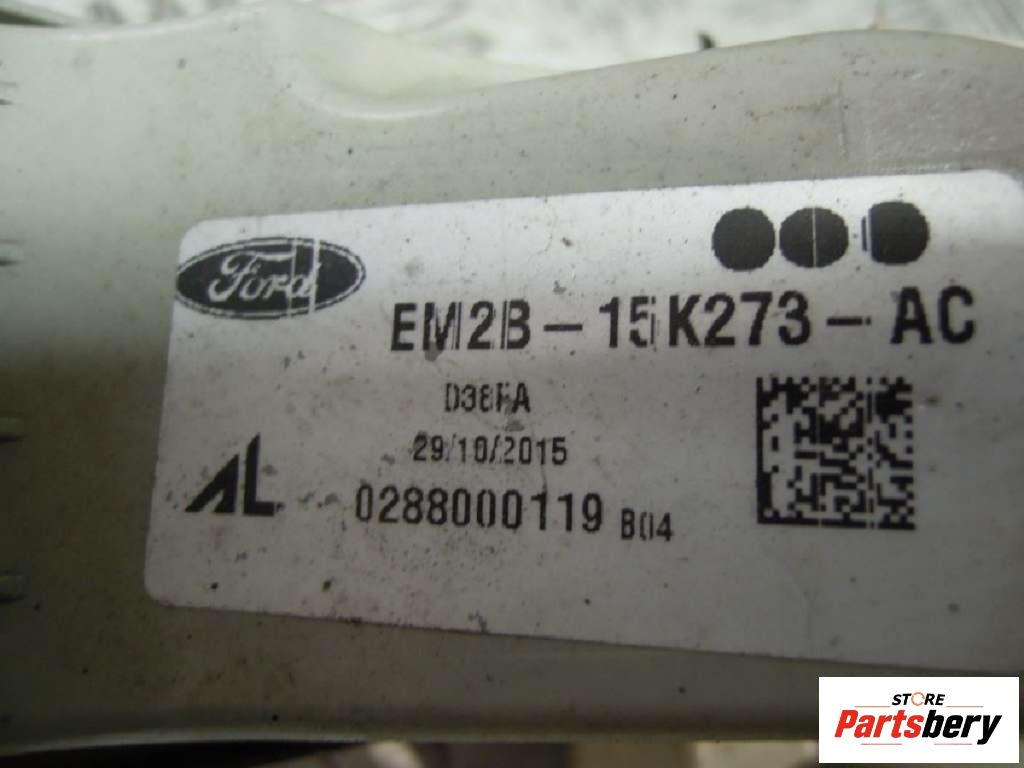 Ford
EM2B-15K273-AC
D38FA
29/10/2015
AL
0288000119 B04
STORE
Partsbery